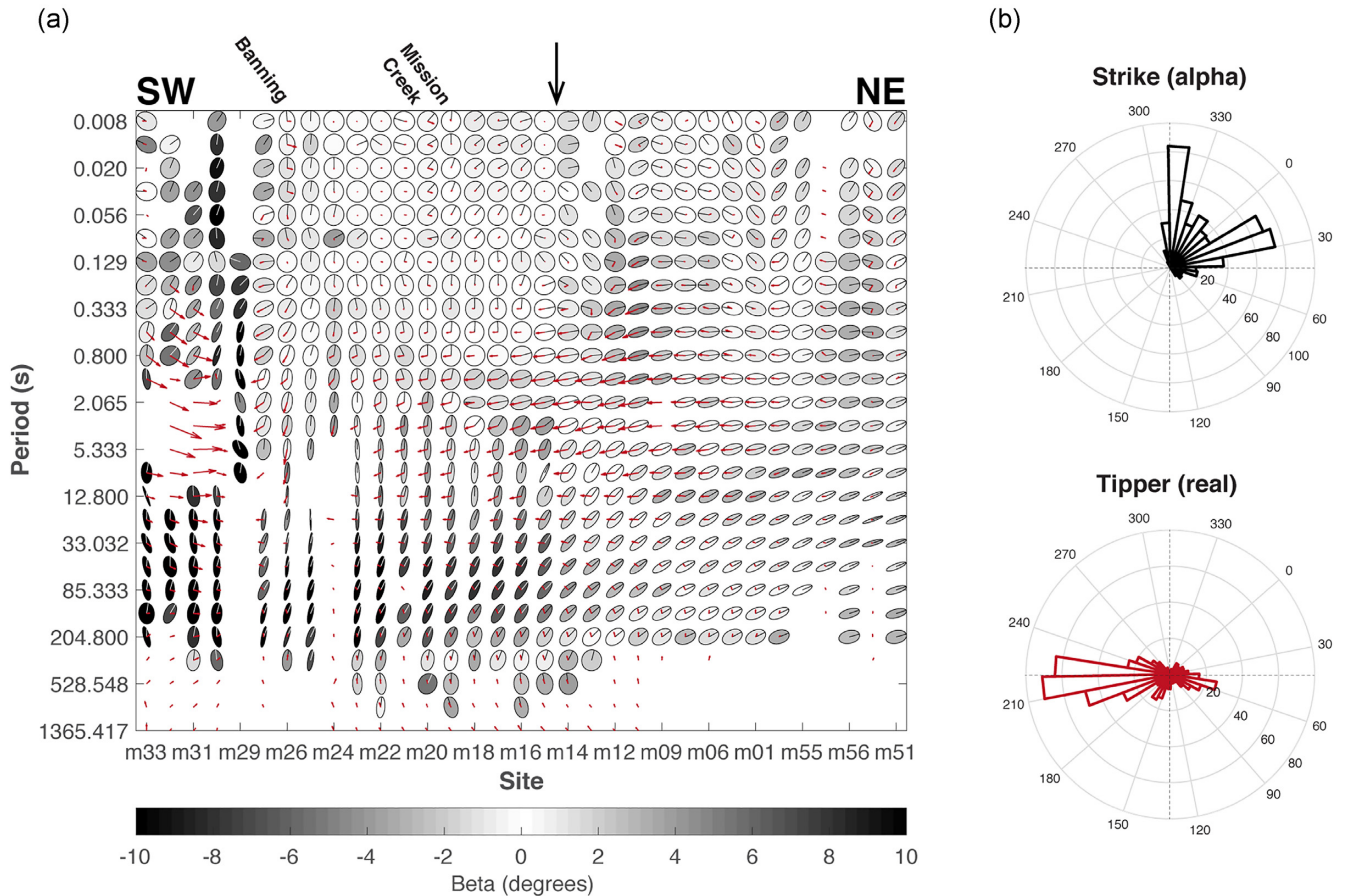 (a)
(b)
Banning
Mission
Creek
SW
NE
Period (s)
0.008
0.020
0.056
0.129
0.333
0.800
2.065
5.333
12.800
33.032
85.333
204.800
528.548
1365.417
m33 m31 m29 m26 m24 m22 m20 m18 m16 m14 m12 m09 m06 m01 m55 m56 m51
Site
-10 -8 -6 -4 -2 0 2 4 6 8 10
Beta (degrees)
Strike (alpha)
300 330
270 0
240 30
210 60
180 90
150 120
20 40 60 80 100
Tipper (real)
300 330
270 0
240 30
210 60
180 90
150 120
20 40 60 80